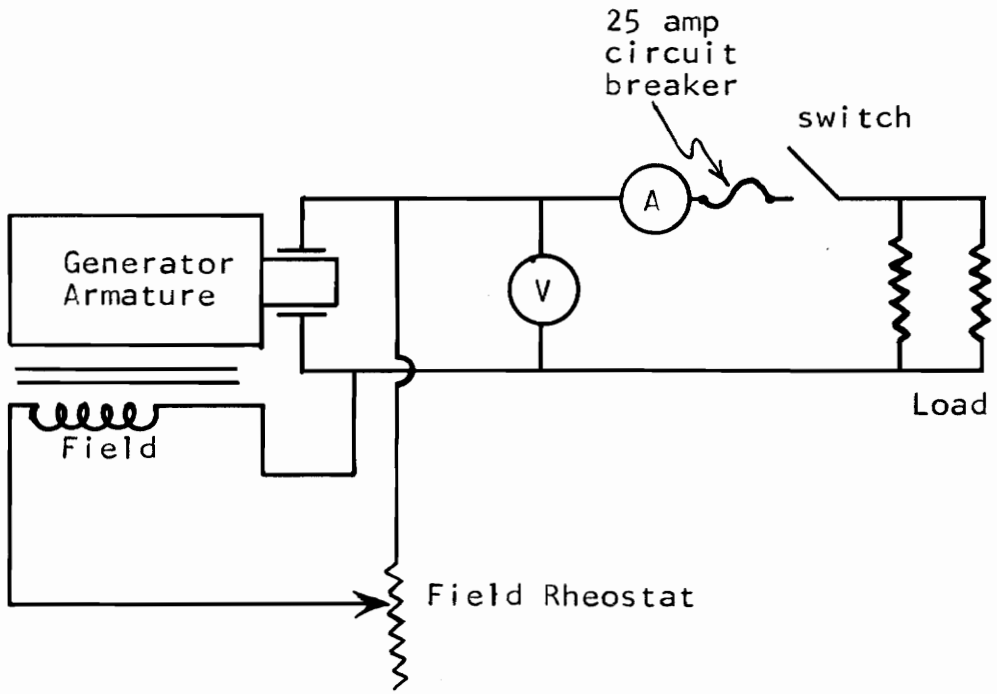 25 amp
circuit
breaker
switch
A
Generator
Armature
V
Load
Field
Field Rheostat